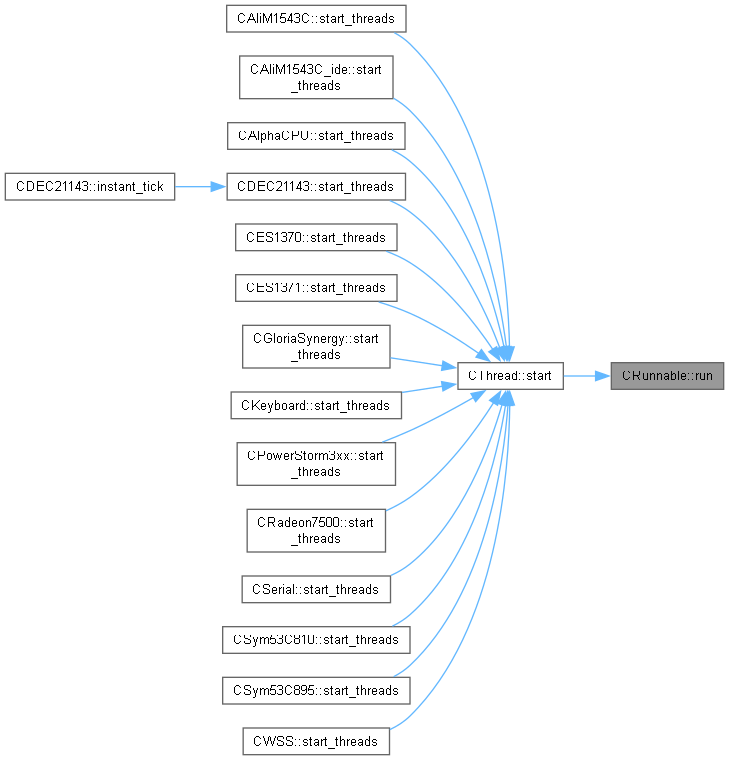 CAliM1543C::start_threads
CAliM1543C_ide::start
_threads
CAlphaCPU::start_threads
CDEC21143::instant_tick
CDEC21143::start_threads
CES1370::start_threads
CES1371::start_threads
CGloriaSynergy::start
_threads
CThread::start
CRunnable::run
CKeyboard::start_threads
CPowerStorm3xx::start
_threads
CRadeon7500::start
_threads
CSerial::start_threads
CSym53C810::start_threads
CSym53C895::start_threads
CWSS::start_threads